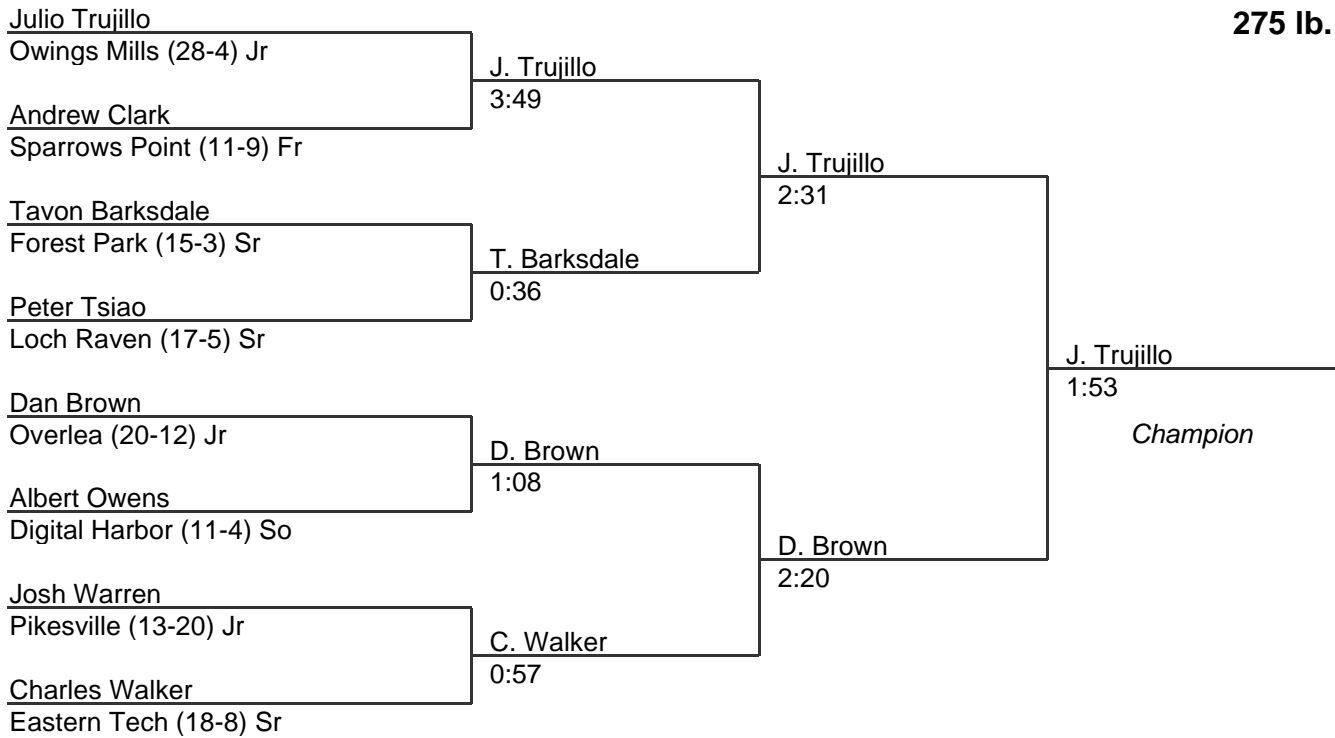 275 lb.
Julio Trujillo
Owings Mills (28-4) Jr
J. Trujillo
3:49
Andrew Clark
Sparrows Point (11-9) Fr
J. Trujillo
2:31
Tavon Barksdale
Forest Park (15-3) Sr
T. Barksdale
0:36
Peter Tsiao
Loch Raven (17-5) Sr
J. Trujillo
1:53
Champion
Dan Brown
Overlea (20-12) Jr
D. Brown
1:08
Albert Owens
Digital Harbor (11-4) So
D. Brown
2:20
Josh Warren
Pikesville (13-20) Jr
C. Walker
0:57
Charles Walker
Eastern Tech (18-8) Sr